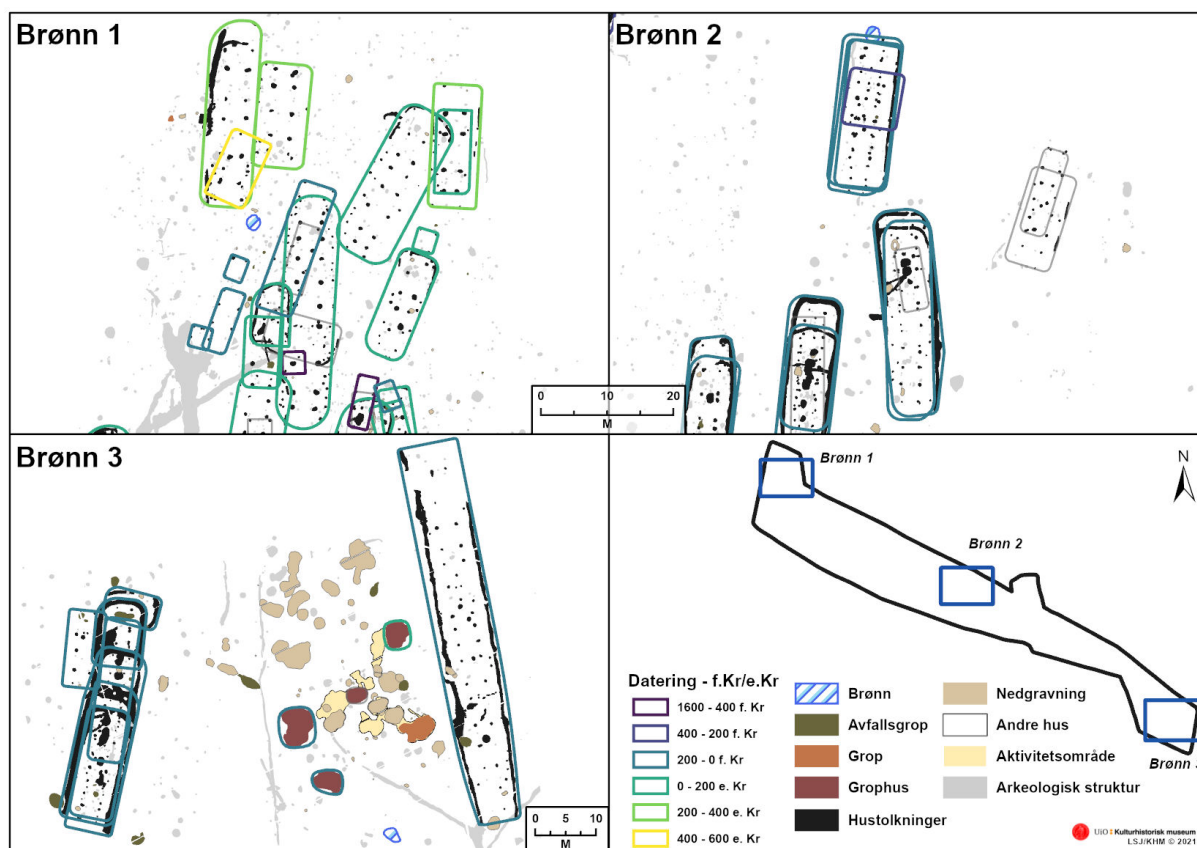 Brønn 1
Brønn 2
0 10 20
M
Brønn 3
0 5 10
M
N
Brønn 1
Brønn 2
Brønn
Datering - f.Kr/e.Kr
1600 - 400 f. Kr
400 - 200 f. Kr
200 - 0 f. Kr
0 - 200 e. Kr
200 - 400 e. Kr
400 - 600 e. Kr
Brønn
Avfallsgrop
Grop
Grophus
Hustolkninger
Nedgravning
Andre hus
Aktivitetsområde
Arkeologisk struktur
UiO Kulturhistorisk museum
LSJ/KHM © 2021